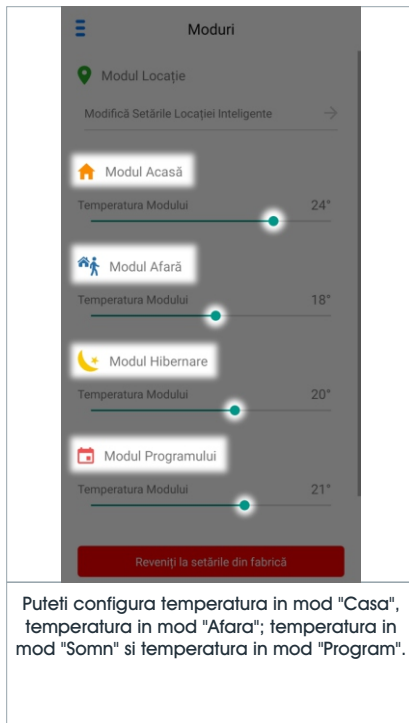 Moduri
Modul Locație
Modifică Setările Locației Inteligente
Modul Acasă
Temperatura Modului 24°
Modul Afară
Temperatura Modului 18°
Modul Hibernare
Temperatura Modului 20°
Modul Programului
Temperatura Modului 21°
Reveniți la setările din fabrică
Puteti configura temperatura in mod "Casa",
temperatura in mod "Afara"; temperatura in
mod "Somn" si temperatura in mod "Program".